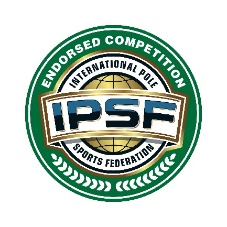 ENDORSED COMPETITION
INTERNATIONAL POLE
IPSF
SPORTS FEDERATION